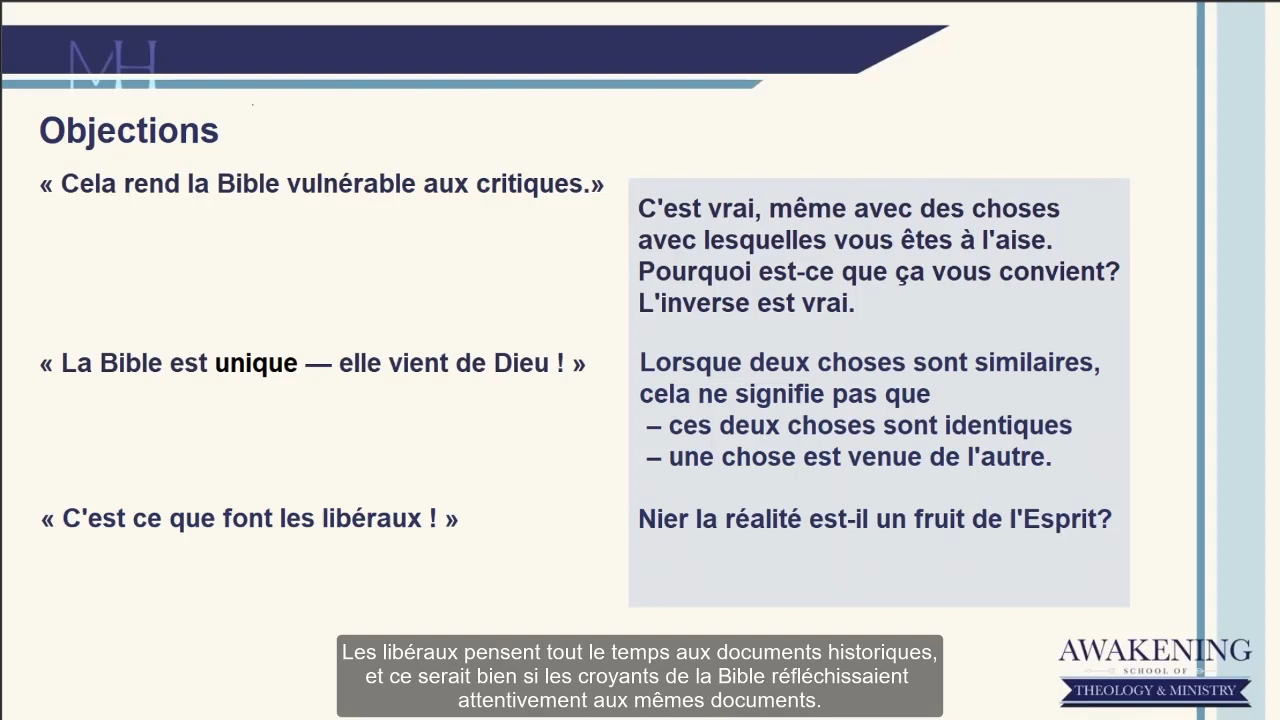 MH
Objections
« Cela rend la Bible vulnérable aux critiques.»
C'est vrai, même avec des choses
avec lesquelles vous êtes à l'aise.
Pourquoi est-ce que ça vous convient?
L'inverse est vrai.
« La Bible est unique — elle vient de Dieu ! »
Lorsque deux choses sont similaires,
cela ne signifie pas que
– ces deux choses sont identiques
– une chose est venue de l'autre.
« C'est ce que font les libéraux ! »
Nier la réalité est-il un fruit de l'Esprit?
Les libéraux pensent tout le temps aux documents historiques,
et ce serait bien si les croyants de la Bible réfléchissaient
attentivement aux mêmes documents.
AWAKENING
SCHOOL OF
THEOLOGY & MINISTRY